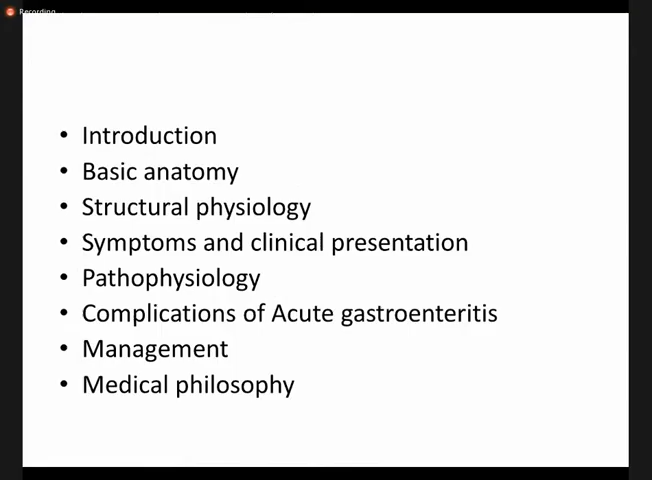 Recording
• Introduction
• Basic anatomy
• Structural physiology
• Symptoms and clinical presentation
• Pathophysiology
• Complications of Acute gastroenteritis
• Management
• Medical philosophy